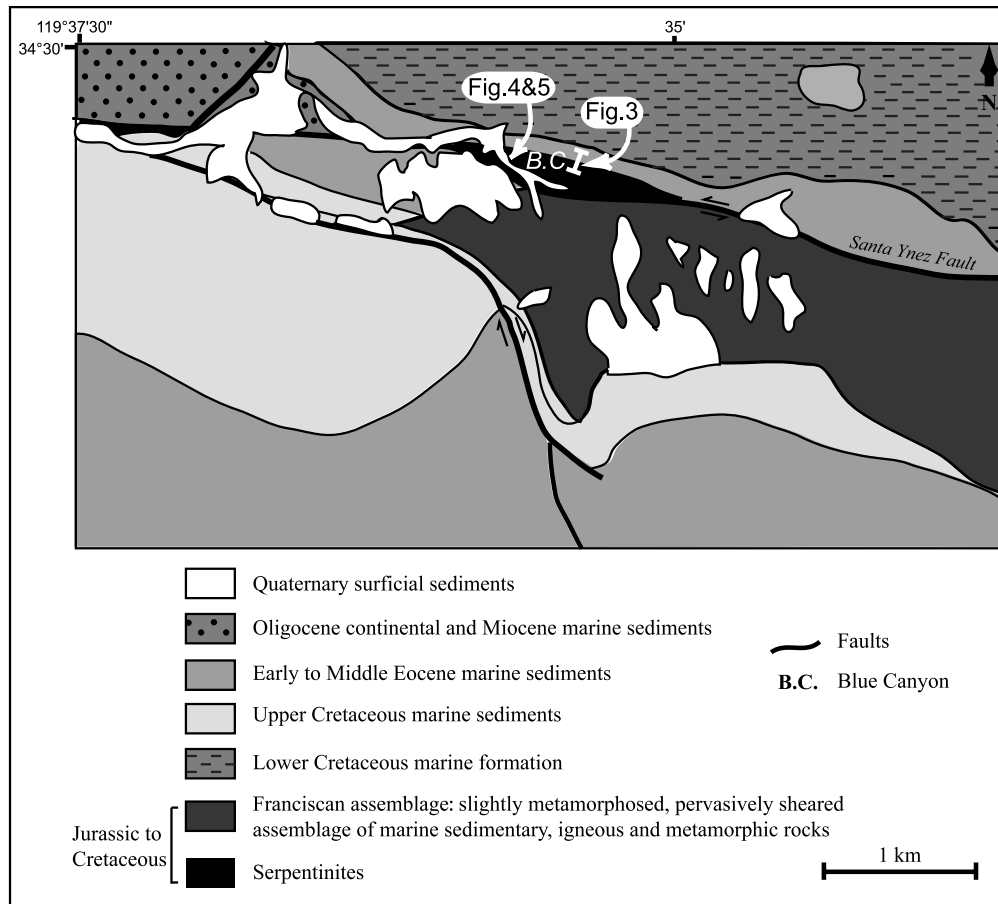 119°37'30"
35'
34°30'
N
Fig.4&5
Fig.3
B.C
Santa Ynez Fault
Quaternary surficial sediments
Oligocene continental and Miocene marine sediments
Early to Middle Eocene marine sediments
Upper Cretaceous marine sediments
Lower Cretaceous marine formation
Jurassic to
Cretaceous
Franciscan assemblage: slightly metamorphosed, pervasively sheared
assemblage of marine sedimentary, igneous and metamorphic rocks
Serpentinites
Faults
B.C. Blue Canyon
1 km